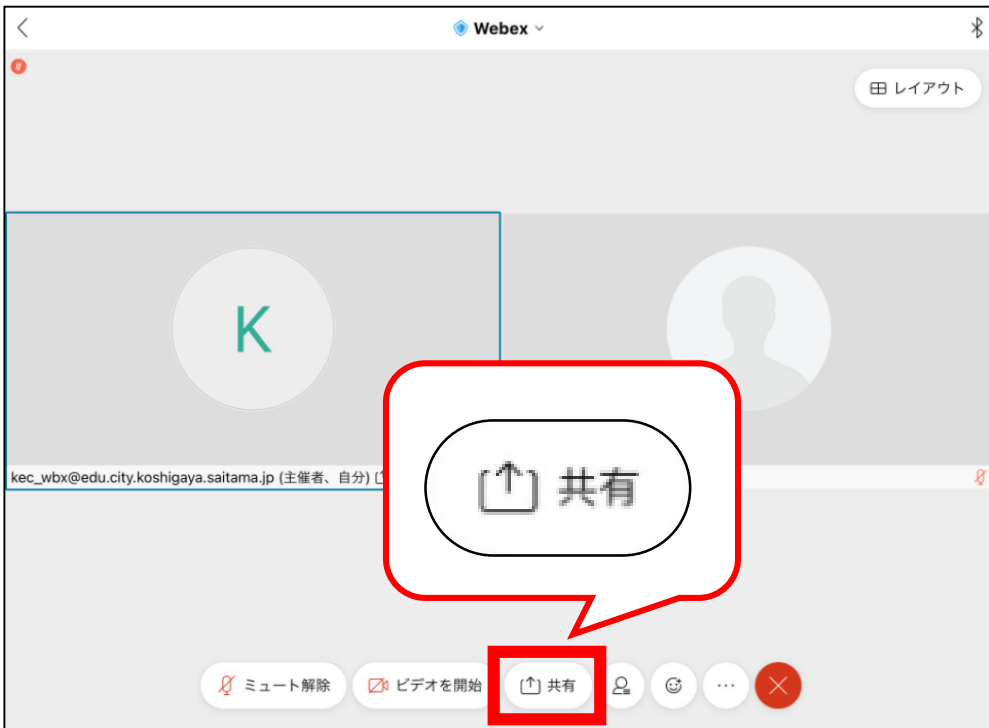 Webex
レイアウト
K
kec_wbx@edu.city.koshigaya.saitama.jp (主催者、自分)
共有
ミュート解除
ビデオを開始
共有